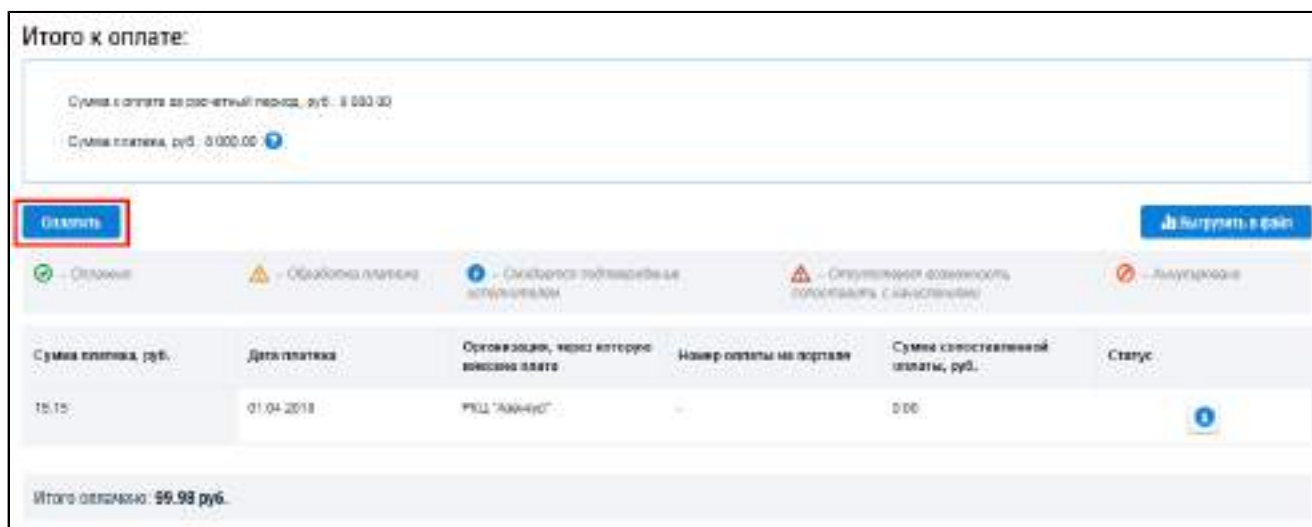 Итого к оплате:
Сумма к оплате за расчетный период, руб.: 8 000.00
Сумма платежа, руб.: 8 000.00
Оплатить
Выгрузить в файл
– Оплачено
– Обработка платежа
– Ожидается подтверждение
исполнителем
– Отсутствует возможность
сопоставить с начислениями
– Аннулировано
Сумма платежа, руб.
Дата платежа
Организация, через которую
внесена плата
Номер оплаты на портале
Сумма сопоставленной
оплаты, руб.
Статус
15.15
01.04.2018
РКЦ
-
0.00
Итого оплачено: 99.98 руб.